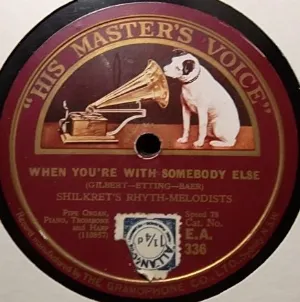 "HIS MASTER'S VOICE"
WHEN YOU'RE WITH SOMEBODY ELSE
(GILBERT—ETTING—BAER)
SHILKRET'S RHYTH-MELODISTS
PIPE ORGAN,
PIANO, TROMBONE
AND HARP
Speed 78
Cat. No.
E.A.
336
THE GRAMOPHONE CO., LTD.